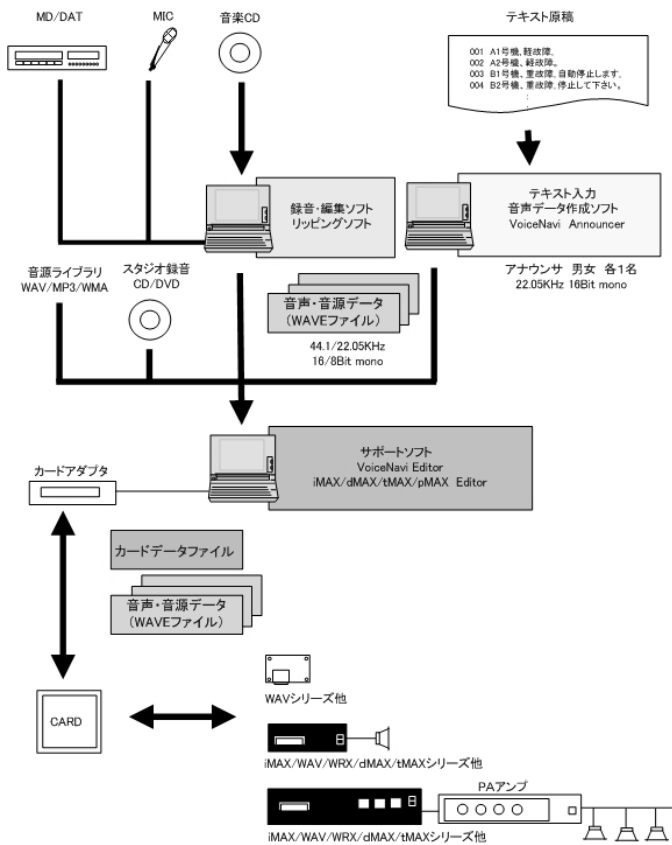 MD/DAT
MIC
音楽CD
テキスト原稿
001 A1号機、軽故障.
002 A2号機、軽故障。
003 B1号機、重故障.自動停止します.
004 B2号機、重故障.停止して下さい。
録音・編集ソフト
リッピングソフト
テキスト入力
音声データ作成ソフト
VoiceNavi Announcer
アナウンサ 男女 各1名
22.05KHz 16Bit mono
音源ライブラリ
WAV/MP3/WMA
スタジオ録音
CD/DVD
音声・音源データ
(WAVEファイル)
44.1/22.05KHz
16/8Bit mono
サポートソフト
VoiceNavi Editor
iMAX/dMAX/tMAX/pMAX Editor
カードアダプタ
カードデータファイル
音声・音源データ
(WAVEファイル)
CARD
WAVシリーズ他
iMAX/WAV/WRX/dMAX/tMAXシリーズ他
PAアンプ
iMAX/WAV/WRX/dMAX/tMAXシリーズ他